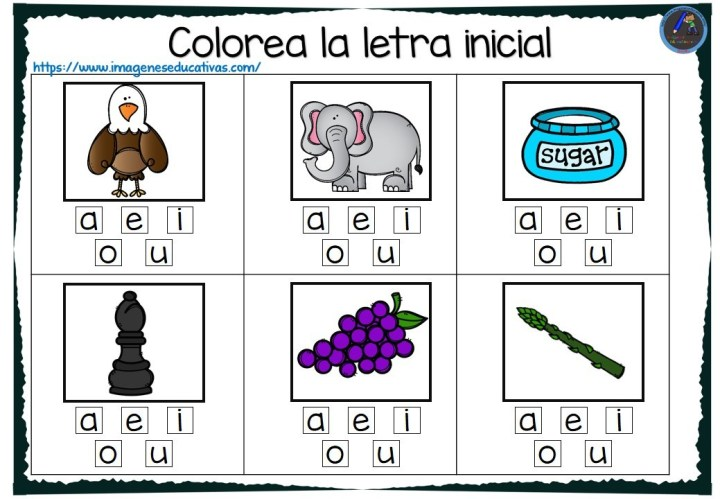 Colorea la letra inicial
https://www.imageneseducativas.com/
a e i
o u
a e i
o u
sugar
a e i
o u
a e i
o u
a e i
o u
a e i
o u